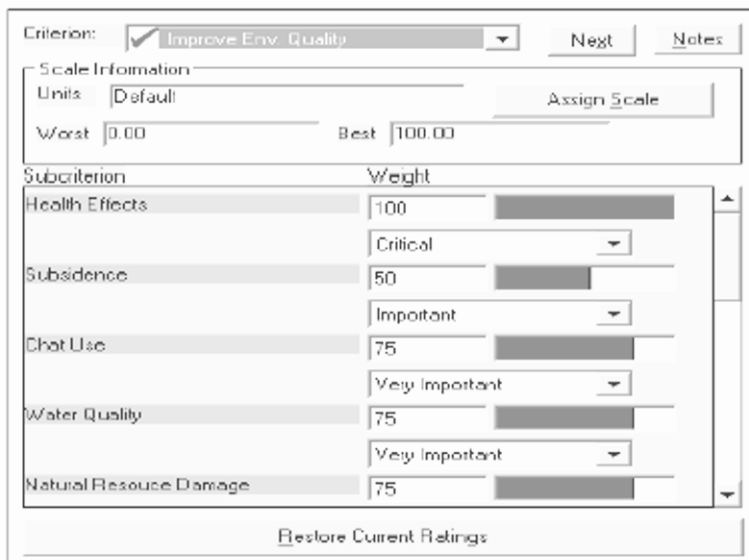 Criterion: Improve Env. Quality Next Notes
Scale Information
Units Default Assign Scale
Worst 0.00 Best 100.00
Subcriterion Weight
Health Effects 100
Critical
Subsidence 50
Important
Chat Use 75
Very Important
Water Quality 75
Very Important
Natural Resouce Damage 75
Restore Current Ratings